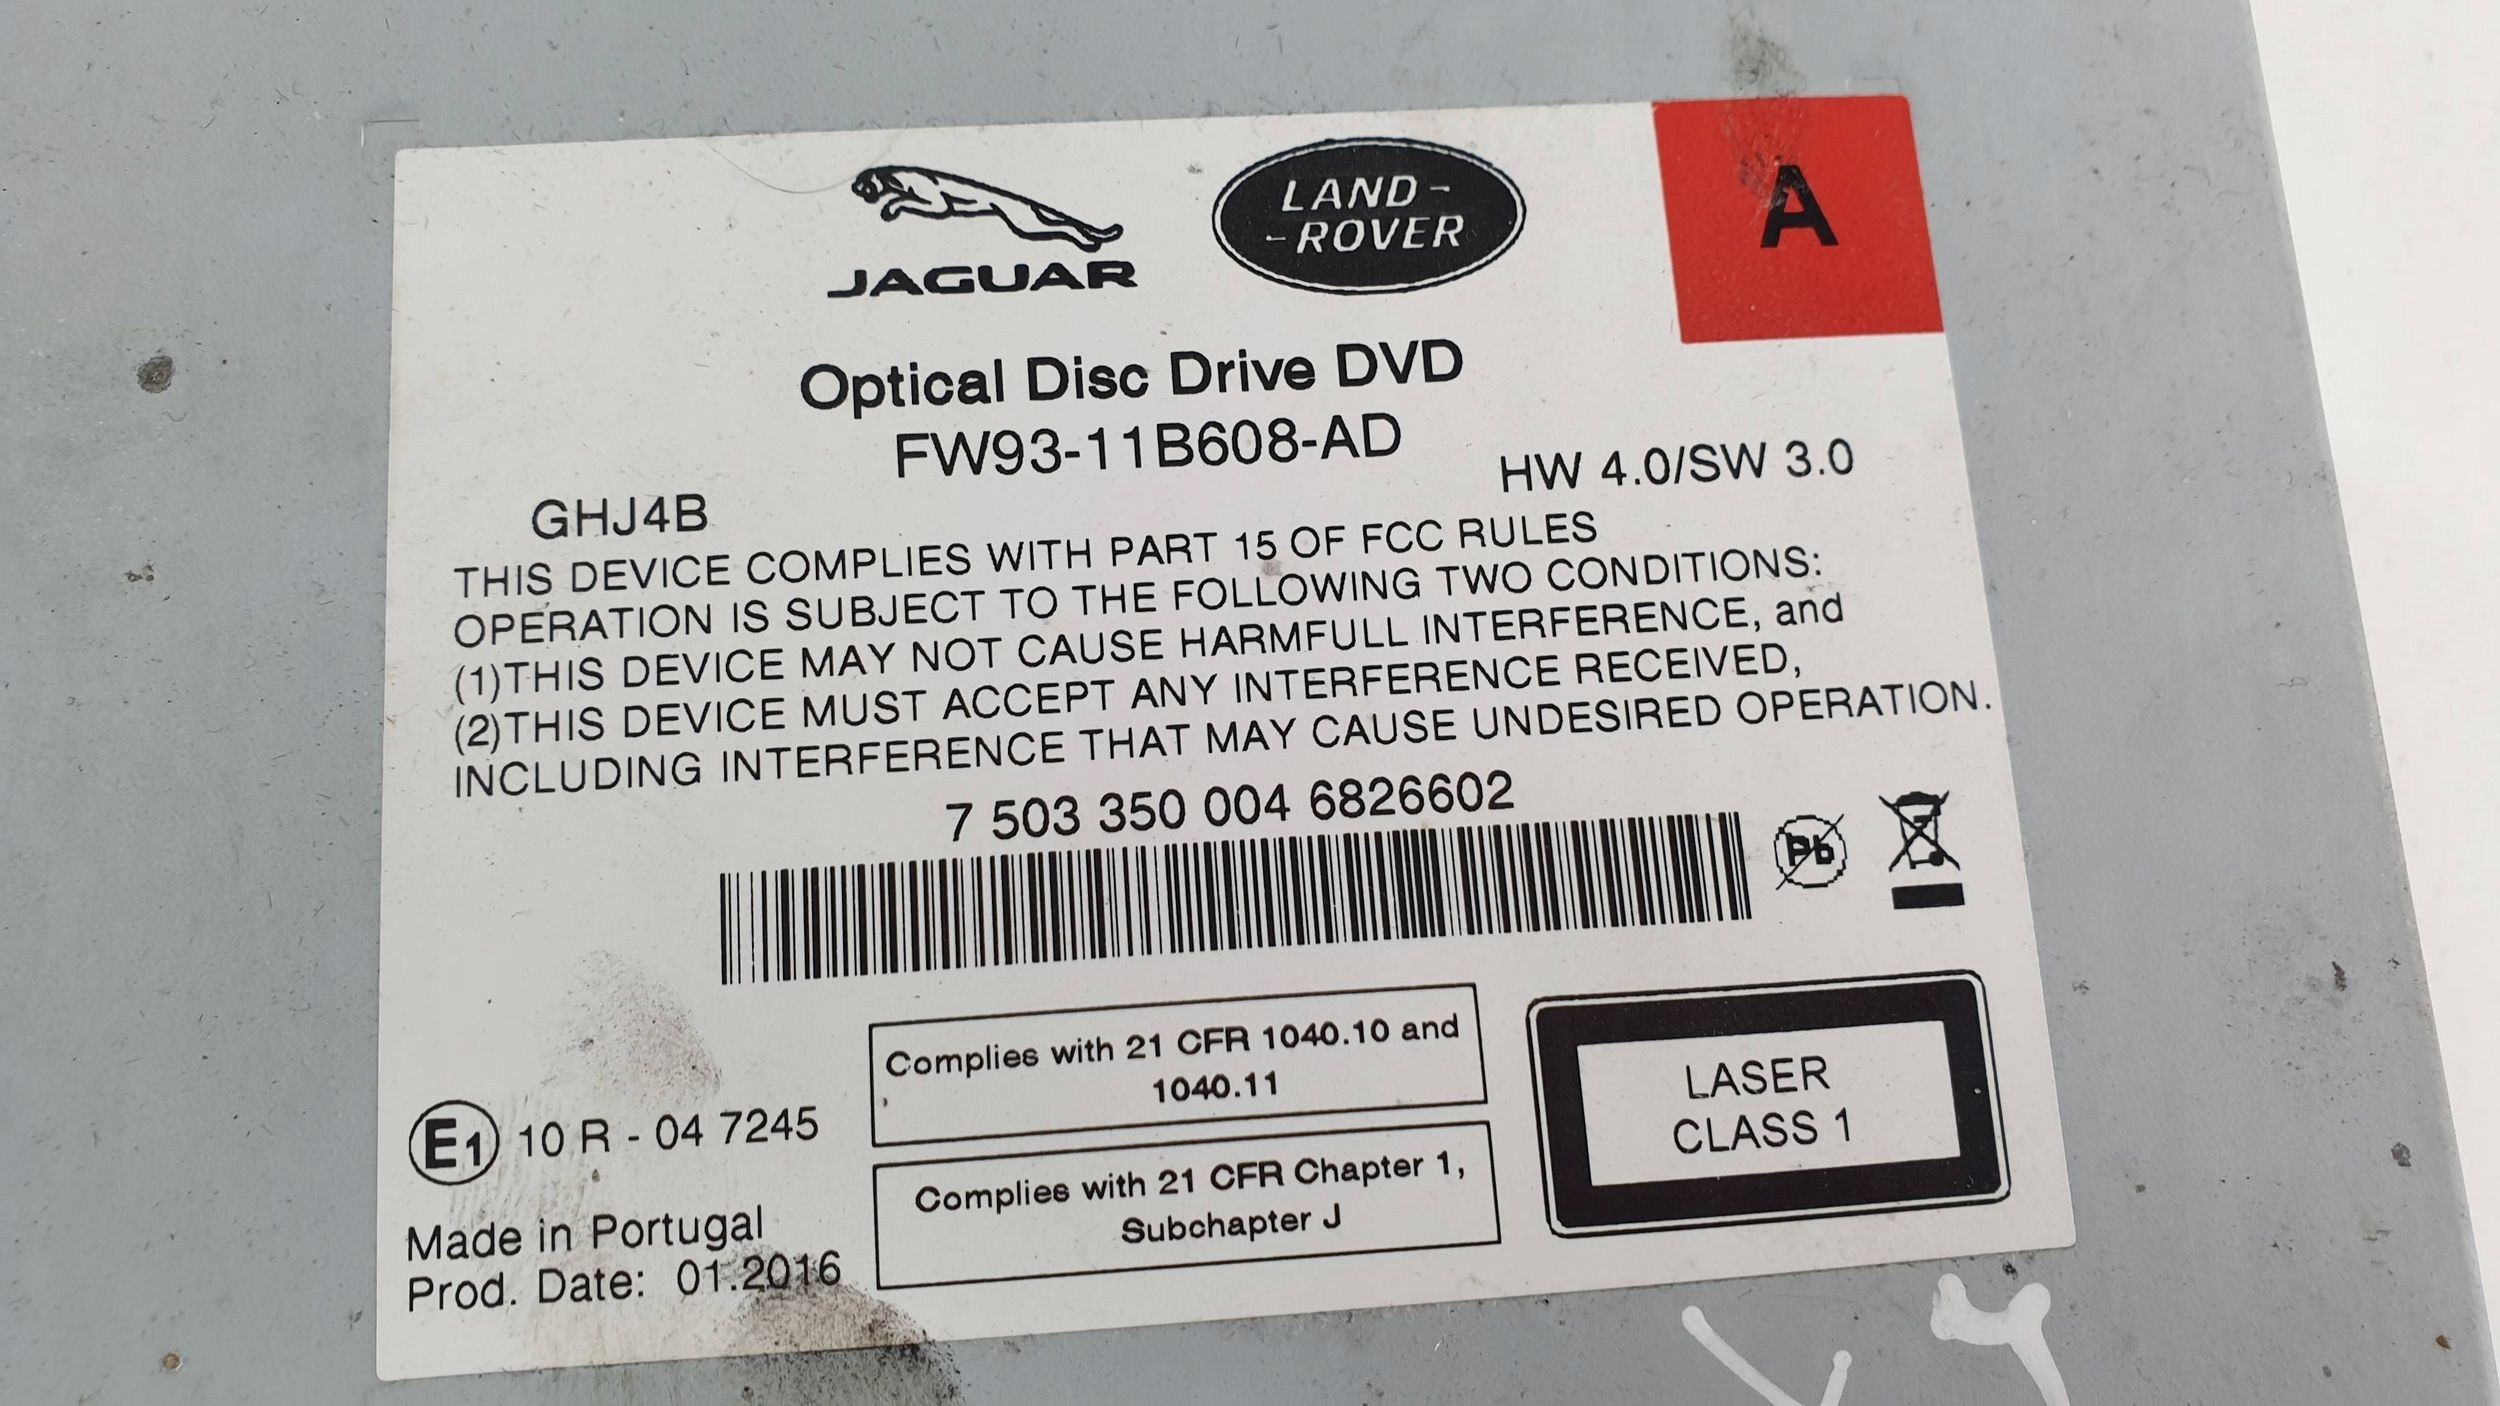 JAGUAR
LAND-
-ROVER
A
Optical Disc Drive DVD
FW93-11B608-AD
HW 4.0/SW 3.0
GHJ4B
THIS DEVICE COMPLIES WITH PART 15 OF FCC RULES
OPERATION IS SUBJECT TO THE FOLLOWING TWO CONDITIONS:
(1)THIS DEVICE MAY NOT CAUSE HARMFULL INTERFERENCE, and
(2)THIS DEVICE MUST ACCEPT ANY INTERFERENCE RECEIVED,
INCLUDING INTERFERENCE THAT MAY CAUSE UNDESIRED OPERATION.
7 503 350 004 6826602
Pb
Complies with 21 CFR 1040.10 and
1040.11
LASER
CLASS 1
E1 10 R - 04 7245
Complies with 21 CFR Chapter 1,
Subchapter J
Made in Portugal
Prod. Date: 01.2016